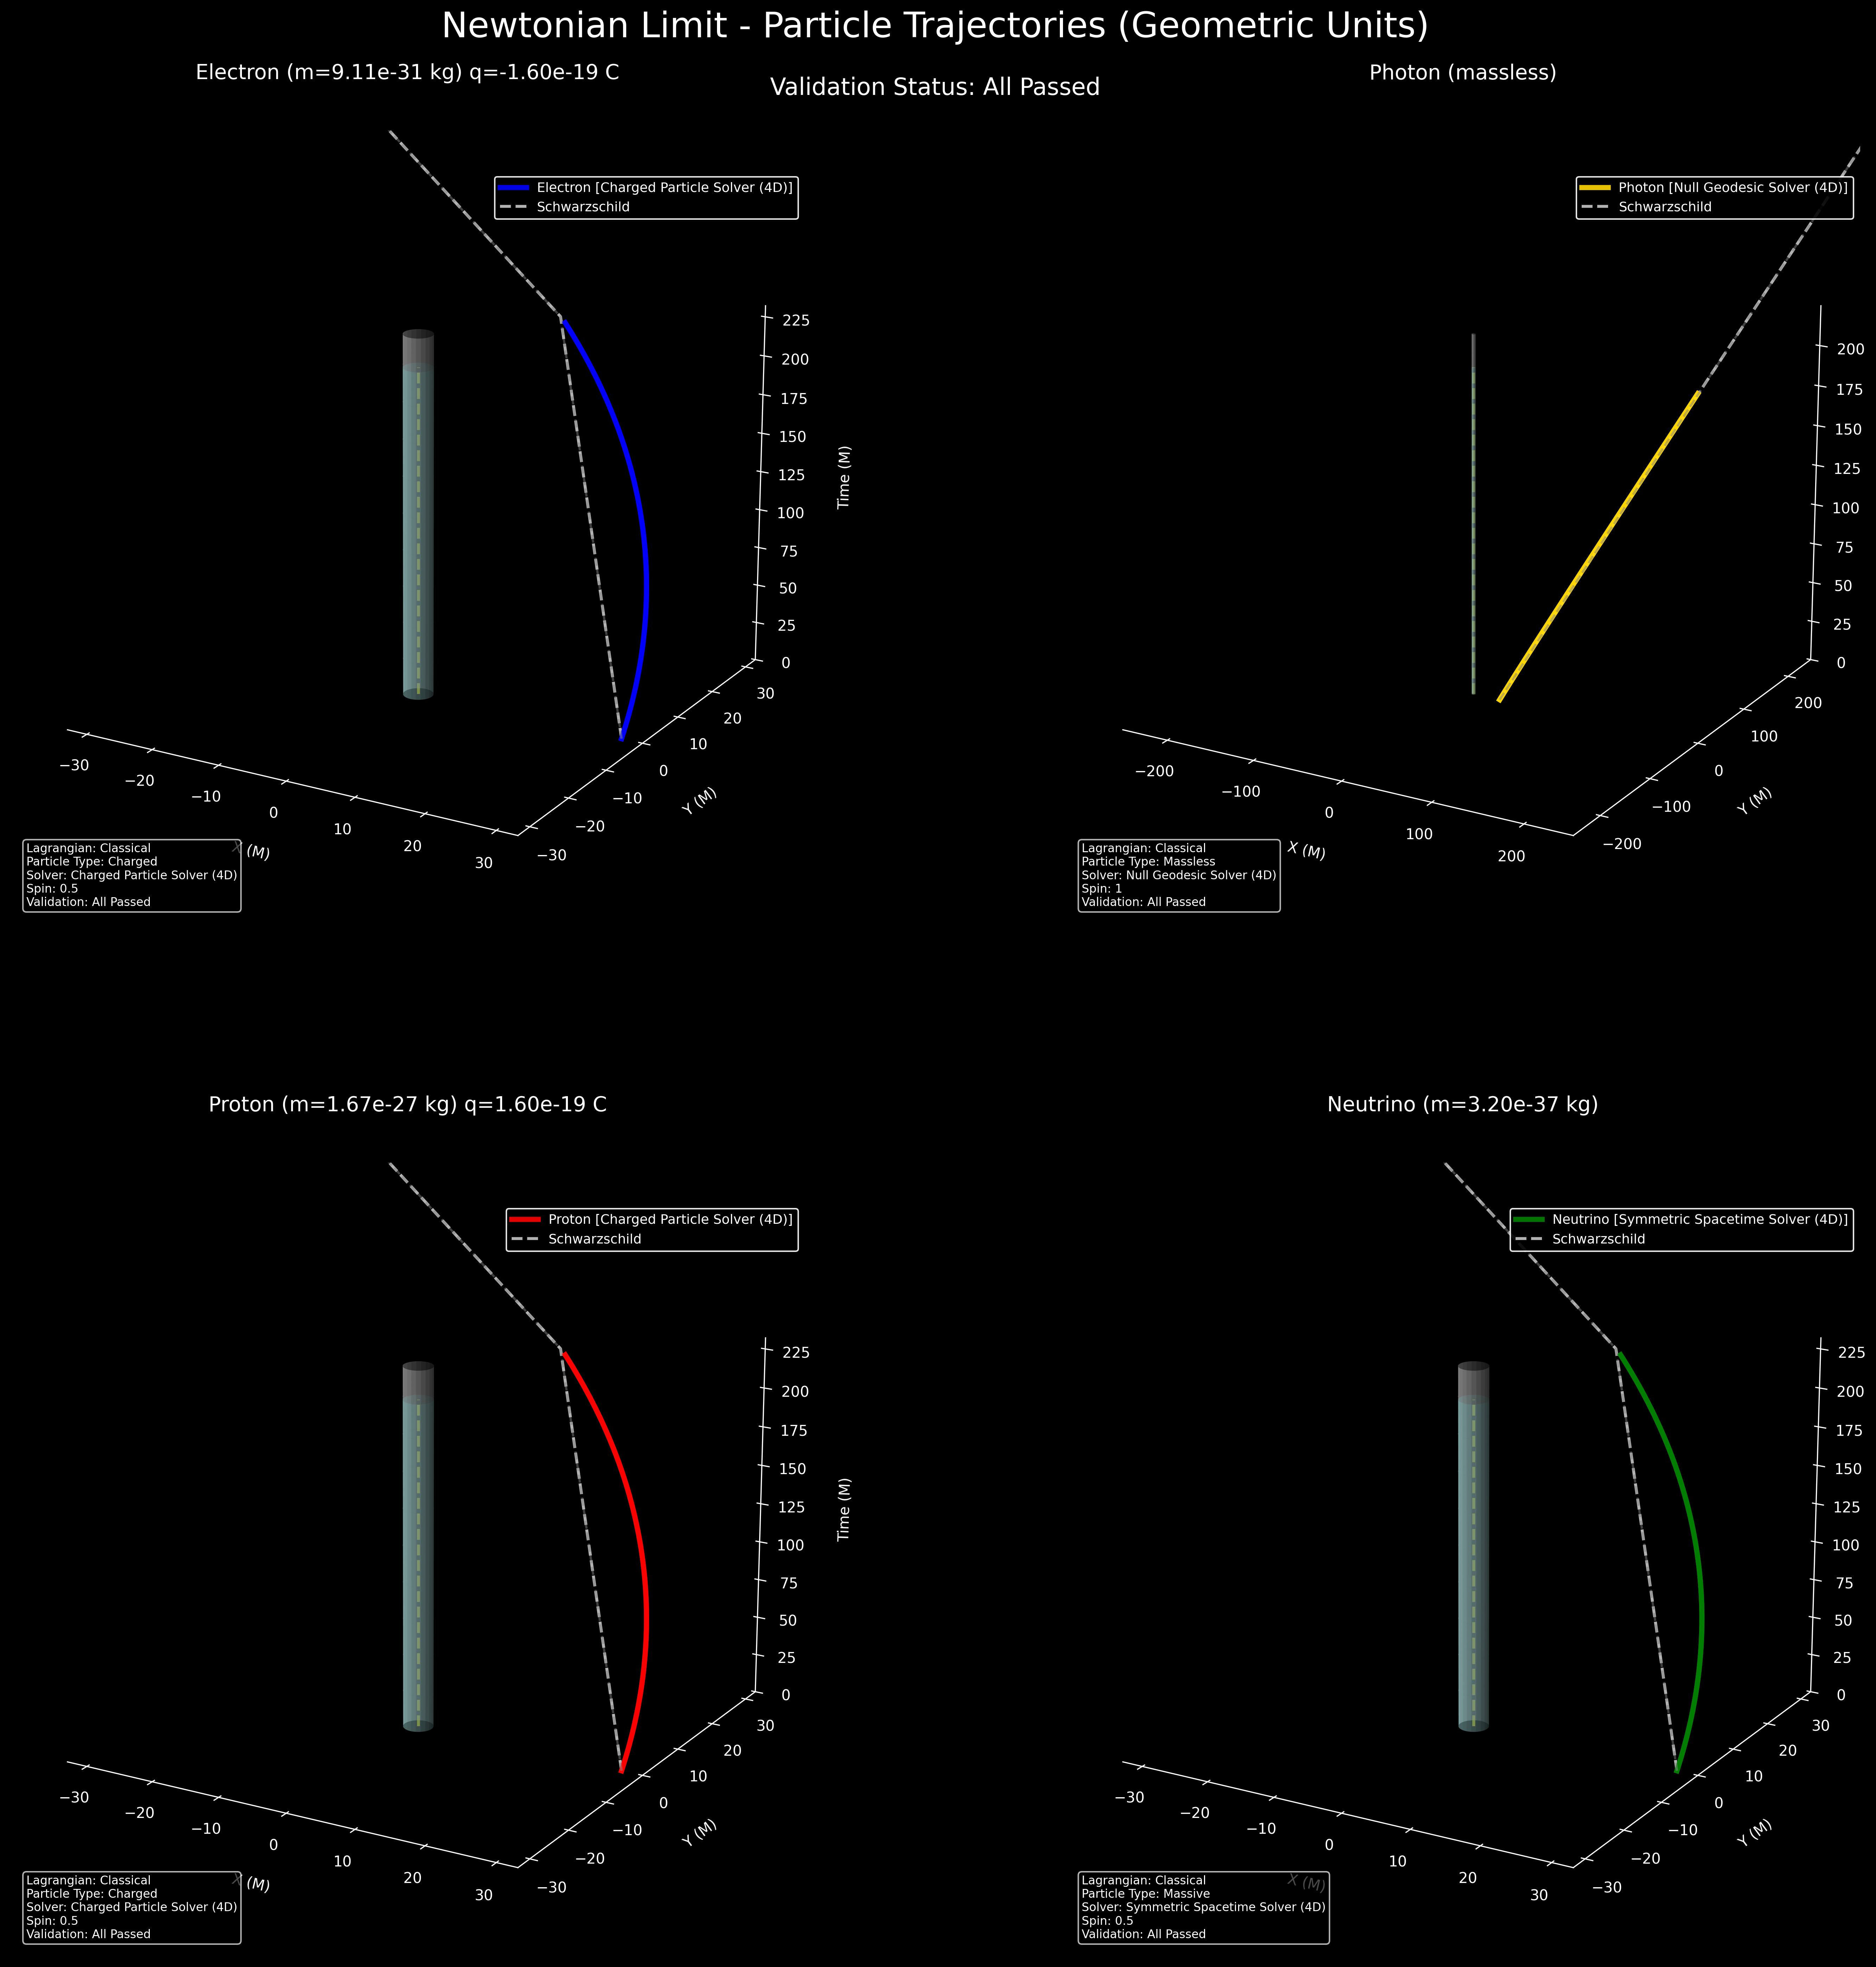 Newtonian Limit - Particle Trajectories (Geometric Units)
Validation Status: All Passed
Electron (m=9.11e-31 kg) q=-1.60e-19 C
Electron [Charged Particle Solver (4D)]
Schwarzschild
225
200
175
150
125
100
75
50
25
0
Time (M)
30
20
10
0
−10
−20
−30
Y (M)
−30
−20
−10
0
10
20
30
X (M)
Lagrangian: Classical
Particle Type: Charged
Solver: Charged Particle Solver (4D)
Spin: 0.5
Validation: All Passed
Photon (massless)
Photon [Null Geodesic Solver (4D)]
Schwarzschild
200
175
150
125
100
75
50
25
0
200
100
0
−100
−200
Y (M)
−200
−100
0
100
200
X (M)
Lagrangian: Classical
Particle Type: Massless
Solver: Null Geodesic Solver (4D)
Spin: 1
Validation: All Passed
Proton (m=1.67e-27 kg) q=1.60e-19 C
Proton [Charged Particle Solver (4D)]
Schwarzschild
225
200
175
150
125
100
75
50
25
0
Time (M)
30
20
10
0
−10
−20
−30
Y (M)
−30
−20
−10
0
10
20
30
X (M)
Lagrangian: Classical
Particle Type: Charged
Solver: Charged Particle Solver (4D)
Spin: 0.5
Validation: All Passed
Neutrino (m=3.20e-37 kg)
Neutrino [Symmetric Spacetime Solver (4D)]
Schwarzschild
225
200
175
150
125
100
75
50
25
0
30
20
10
0
−10
−20
−30
Y (M)
−30
−20
−10
0
10
20
30
X (M)
Lagrangian: Classical
Particle Type: Massive
Solver: Symmetric Spacetime Solver (4D)
Spin: 0.5
Validation: All Passed